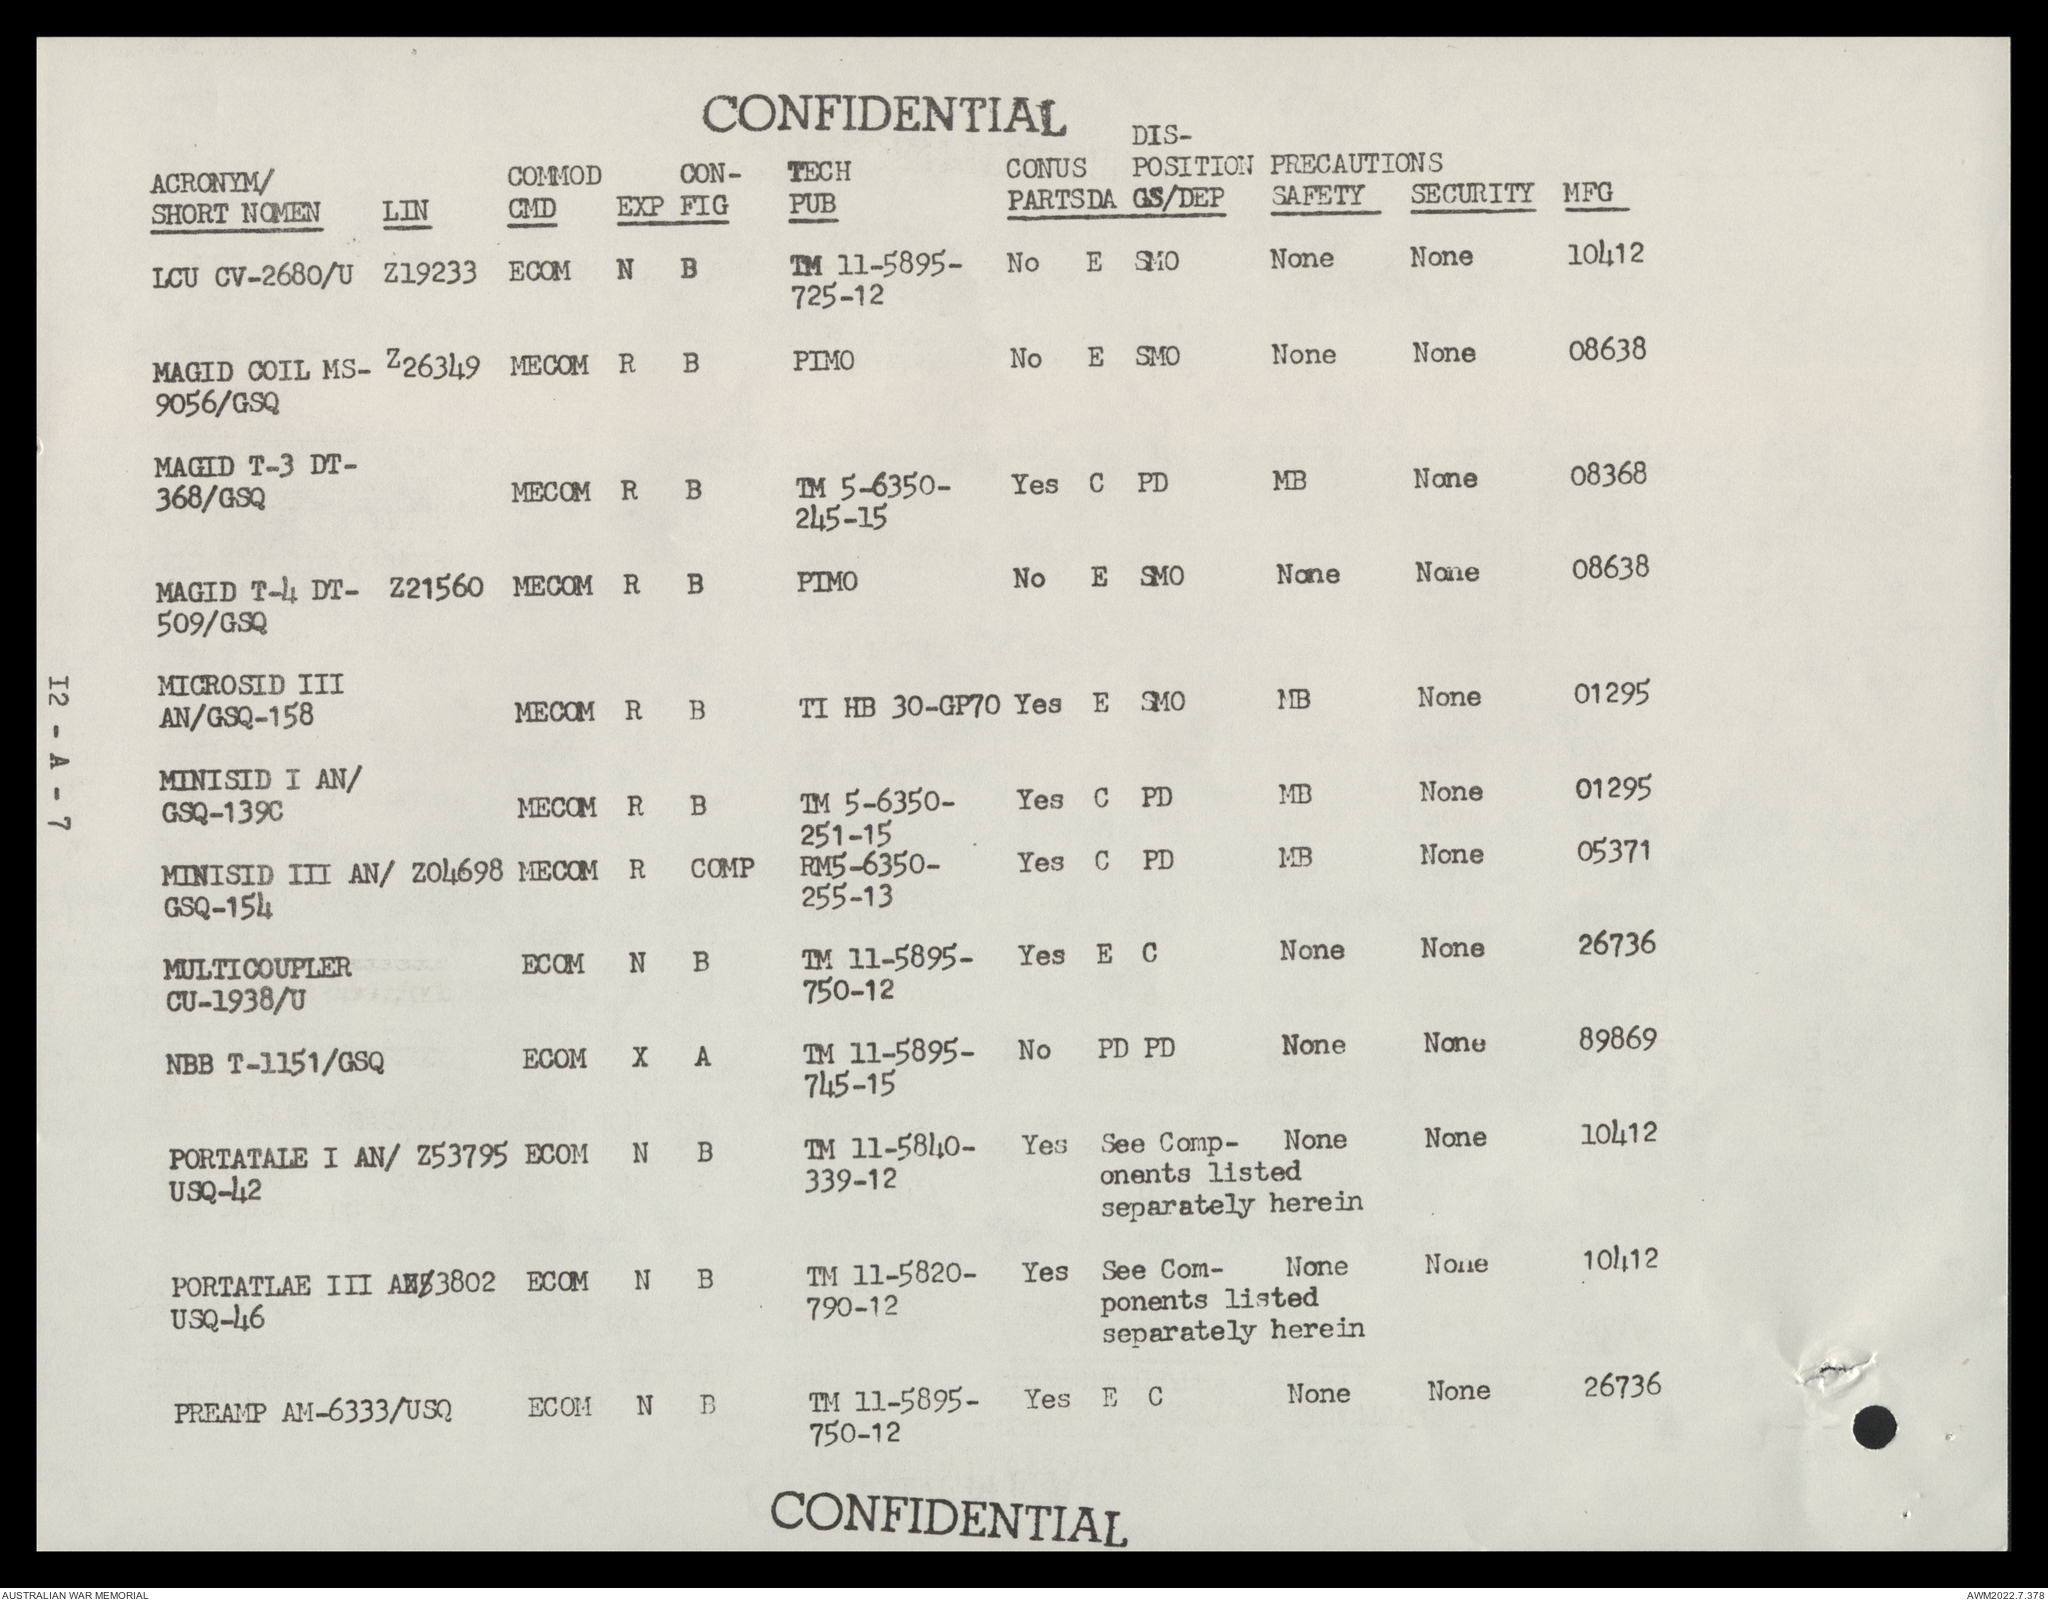 CONFIDENTIAL
DIS-
ACRONYM/ COMMOD CON- TECH CONUS POSITION PRECAUTIONS
SHORT NOMEN LIN CMD EXP FIG PUB PARTS DA GS/DEP SAFETY SECURITY MFG
LCU CV-2680/U Z19233 ECOM N B TM 11-5895- No E SMO None None 10412
725-12
MAGID COIL MS- Z26349 MECOM R B PIMO No E SMO None None 08638
9056/GSQ
MAGID T-3 DT-
368/GSQ MECOM R B TM 5-6350- Yes C PD MB None 08368
245-15
MAGID T-4 DT- Z21560 MECOM R B PIMO No E SMO None None 08638
509/GSQ
MICROSID III
AN/GSQ-158 MECOM R B TI HB 30-GP70 Yes E SMO MB None 01295
MINISID I AN/
GSQ-139C MECOM R B TM 5-6350- Yes C PD MB None 01295
251-15
MINISID III AN/ Z04698 MECOM R COMP RM5-6350- Yes C PD MB None 05371
GSQ-154 255-13
MULTICOUPLER ECOM N B TM 11-5895- Yes E C None None 26736
CU-1938/U 750-12
NBB T-1151/GSQ ECOM X A TM 11-5895- No PD PD None None 89869
745-15
PORTATALE I AN/ Z53795 ECOM N B TM 11-5840- Yes See Comp- None None 10412
USQ-42 339-12 onents listed
separately herein
PORTATLAE III 3802 ECOM N B TM 11-5820- Yes See Com- None None 10412
USQ-46 790-12 ponents listed
separately herein
PREAMP AM-6333/USQ ECOM N B TM 11-5895- Yes E C None None 26736
750-12
CONFIDENTIAL
I2 - A - 7
AUSTRALIAN WAR MEMORIAL AWM2022.7.378